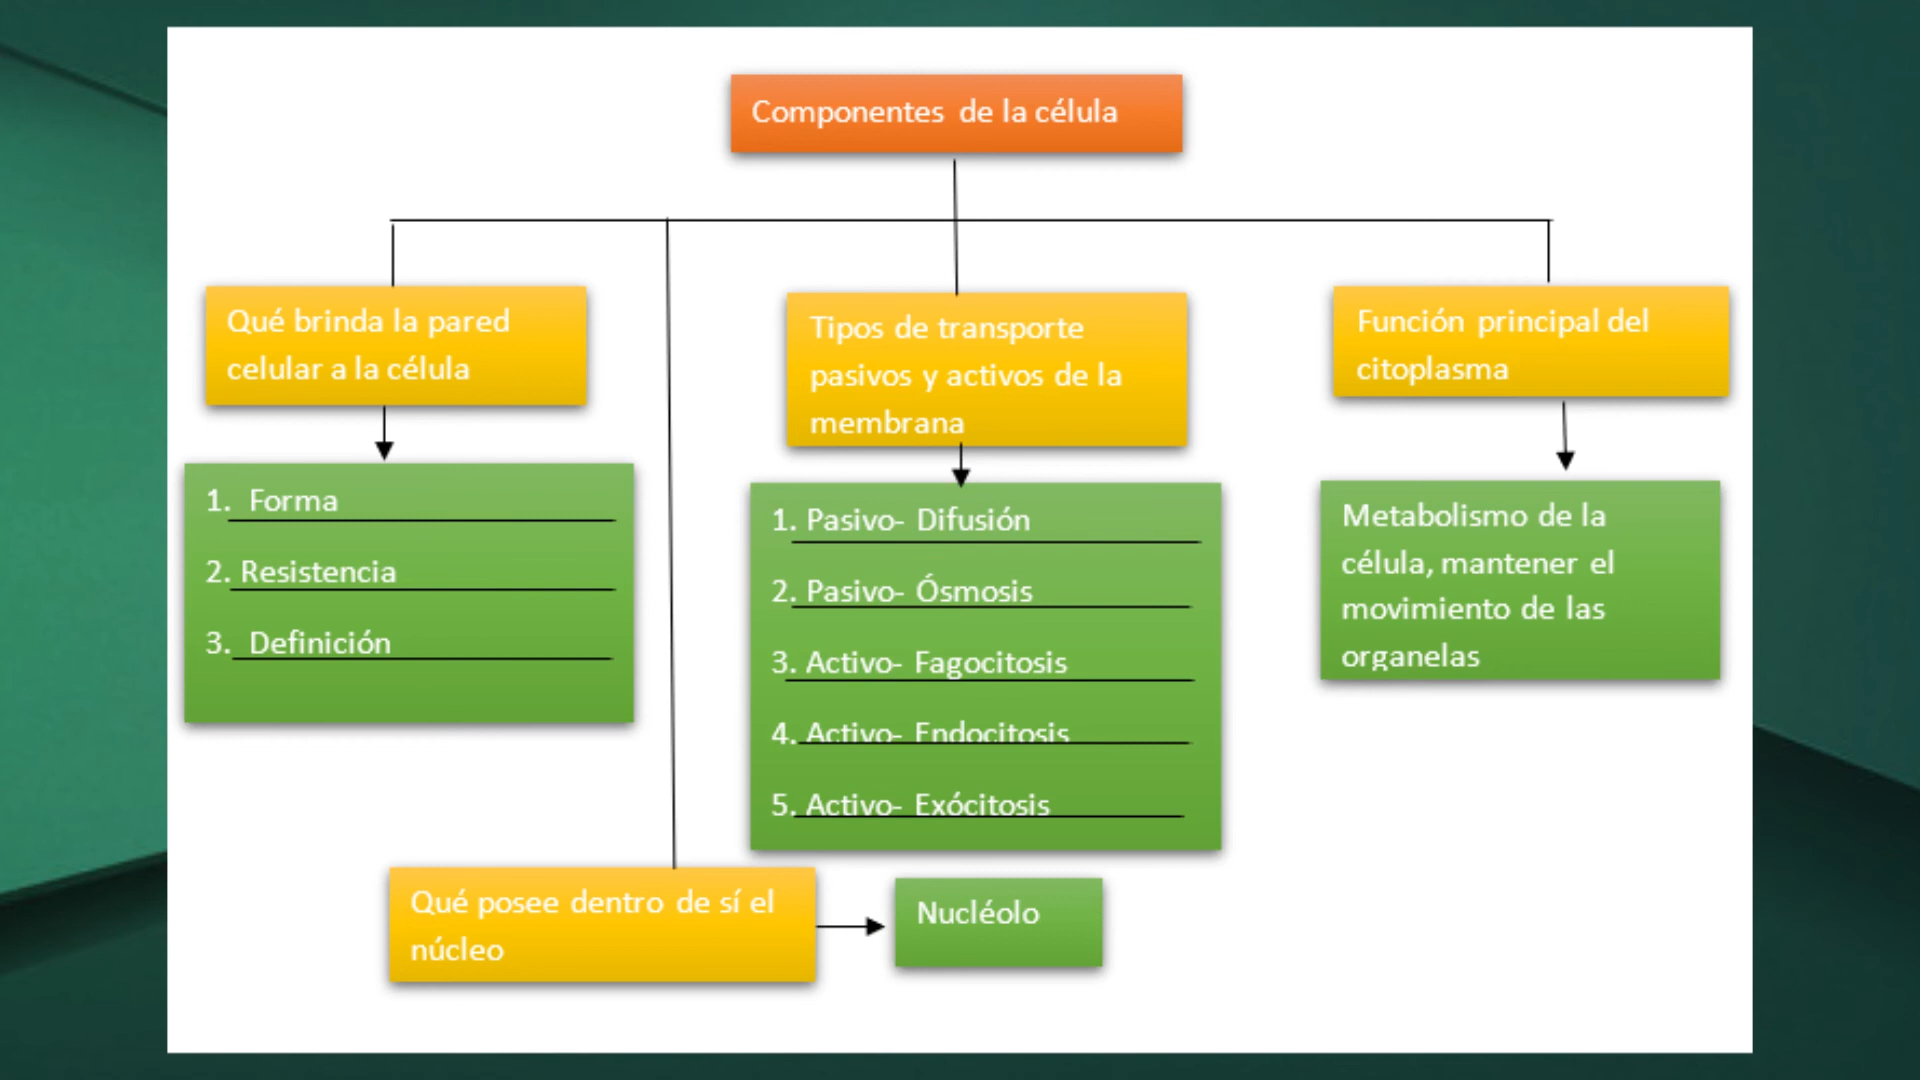 Componentes de la célula
Qué brinda la pared
celular a la célula
1. Forma
2. Resistencia
3. Definición
Tipos de transporte
pasivos y activos de la
membrana
1. Pasivo- Difusión
2. Pasivo- Ósmosis
3. Activo- Fagocitosis
4. Activo- Endocitosis
5. Activo- Exócitosis
Función principal del
citoplasma
Metabolismo de la
célula, mantener el
movimiento de las
organelas
Qué posee dentro de sí el
núcleo
Nucléolo